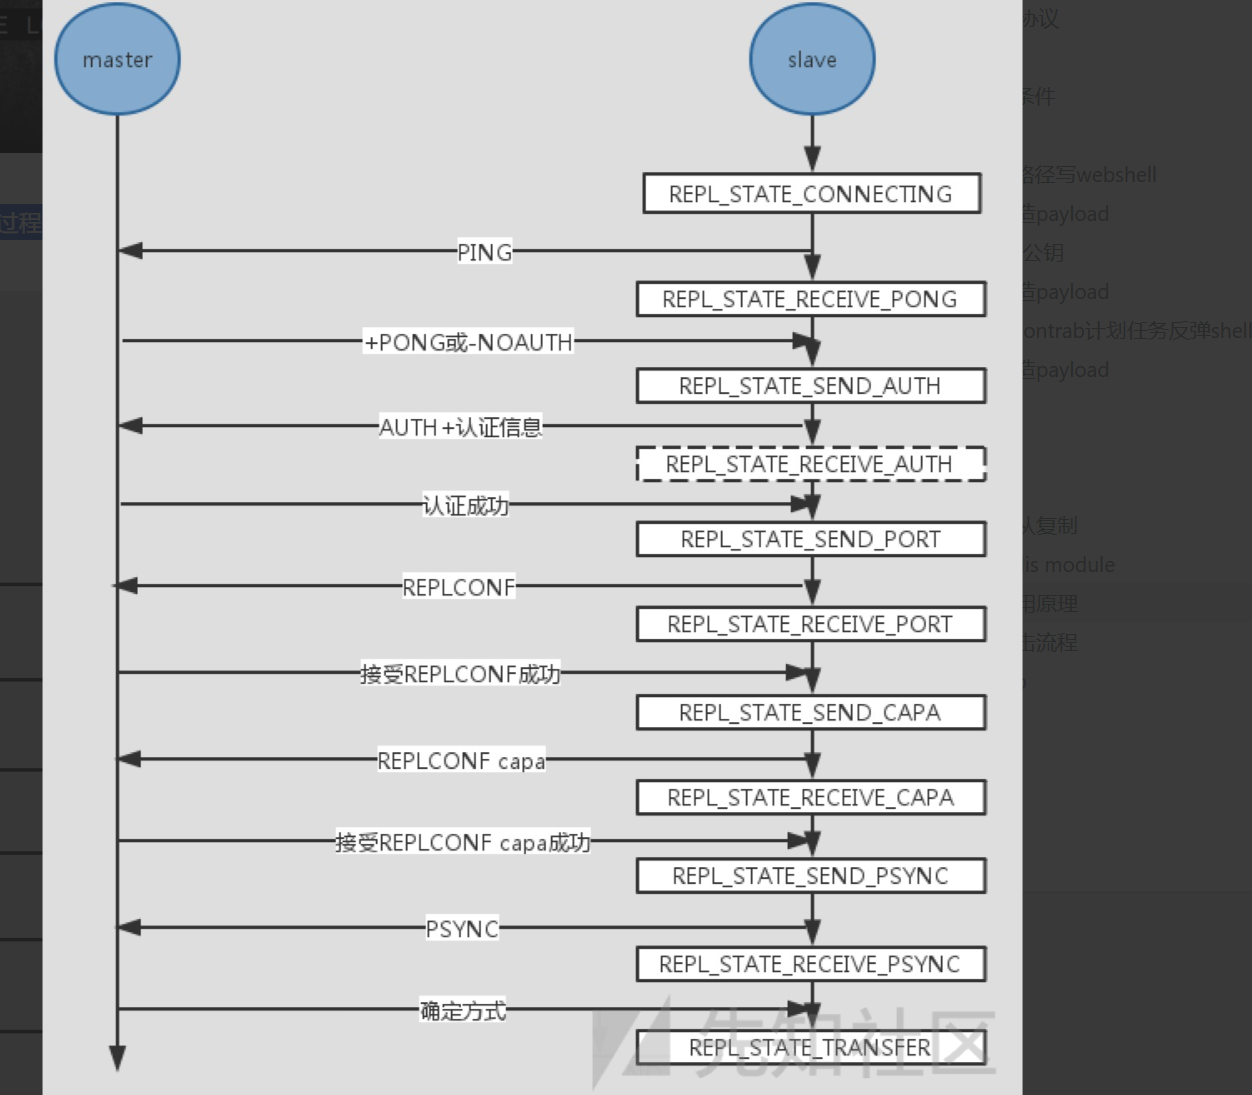 E L
master
slave
REPL_STATE_CONNECTING
PING
REPL_STATE_RECEIVE_PONG
+PONG或-NOAUTH
REPL_STATE_SEND_AUTH
AUTH+认证信息
REPL_STATE_RECEIVE_AUTH
认证成功
REPL_STATE_SEND_PORT
REPLCONF
REPL_STATE_RECEIVE_PORT
接受REPLCONF成功
REPL_STATE_SEND_CAPA
REPLCONF capa
REPL_STATE_RECEIVE_CAPA
接受REPLCONF capa成功
REPL_STATE_SEND_PSYNC
PSYNC
REPL_STATE_RECEIVE_PSYNC
确定方式
REPL_STATE_TRANSFER
先知社区
过程
协议
条件
路径写webshell
造payload
公钥
造payload
ontrab计划任务反弹shell
造payload
从复制
is module
用原理
击流程